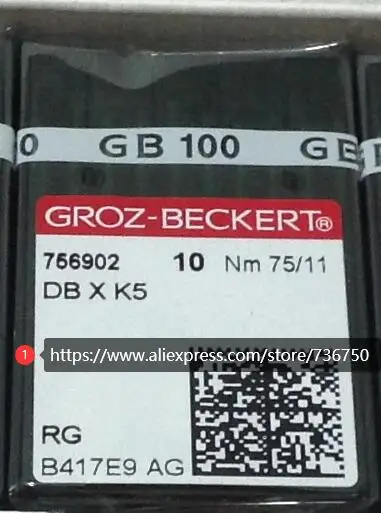 0 GB 100 GE
GROZ-BECKERT®
756902 10 Nm 75/11
DB X K5
1 https://www.aliexpress.com/store/736750
RG
B417E9 AG